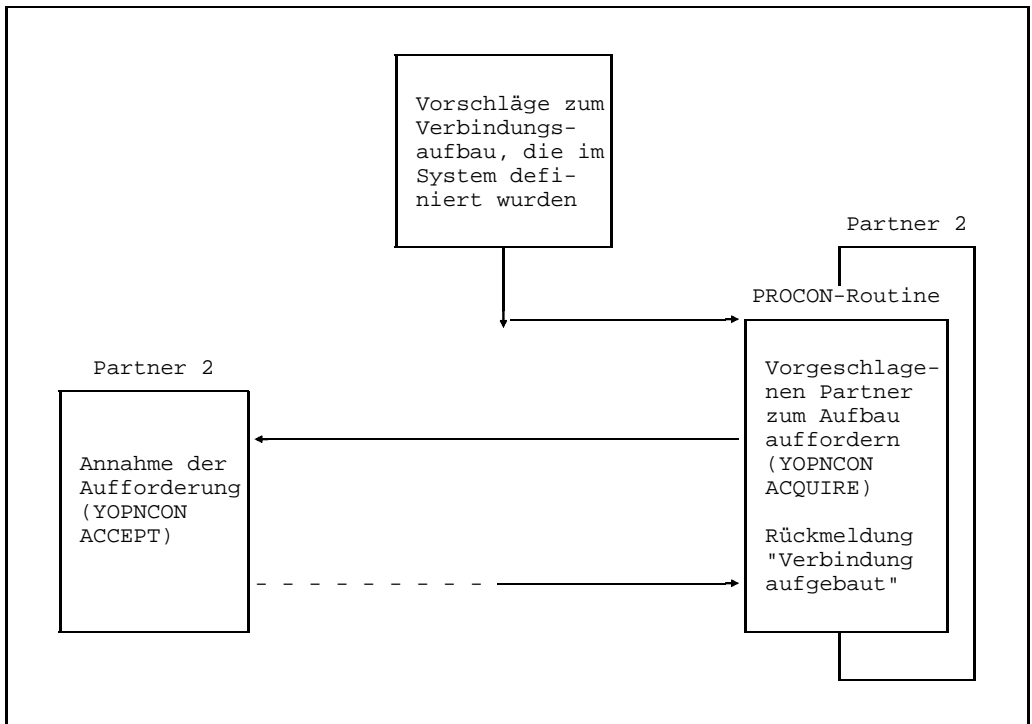 Vorschläge zum
Verbindungs-
aufbau, die im
System defi-
niert wurden
Partner 2
PROCON-Routine
Vorgeschlage-
nen Partner
zum Aufbau
auffordern
(YOPNCON
ACQUIRE)
Rückmeldung
"Verbindung
aufgebaut"
Partner 2
Annahme der
Aufforderung
(YOPNCON
ACCEPT)